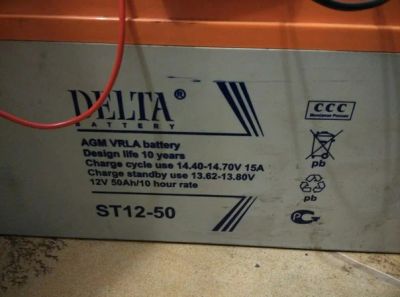 DELTA®
BATTERY
AGM VRLA battery
Design life 10 years
Charge cycle use 14.40-14.70V 15A
Charge standby use 13.62-13.80V
12V 50Ah/10 hour rate
ST12-50
ССС
pb
pb